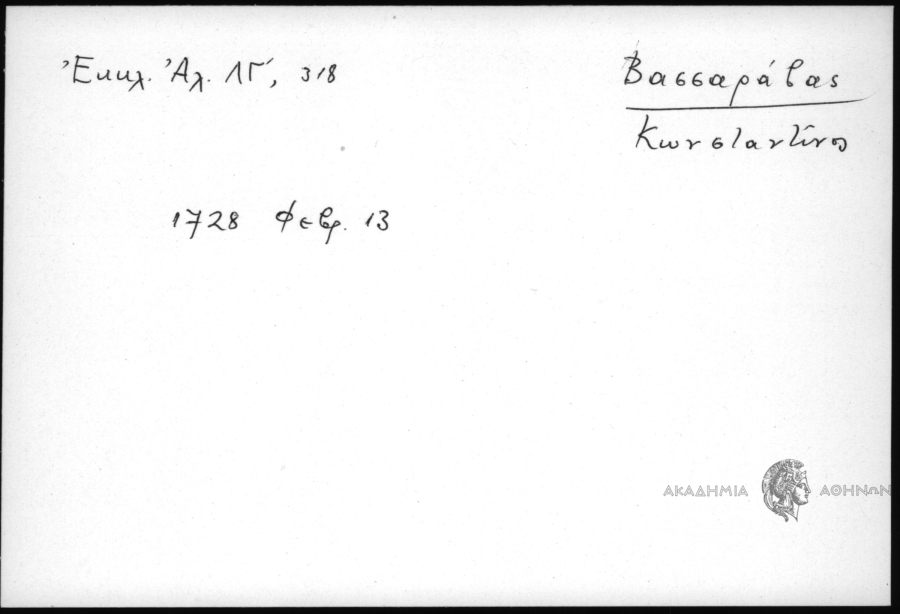 Ἐκκλ. Ἀλ. ΛΓ΄, 318
Βασσαράβας
Κωνσταντῖνος
1728 Φεβρ. 13
ΑΚΑΔΗΜΙΑ ΑΘΗΝΩΝ